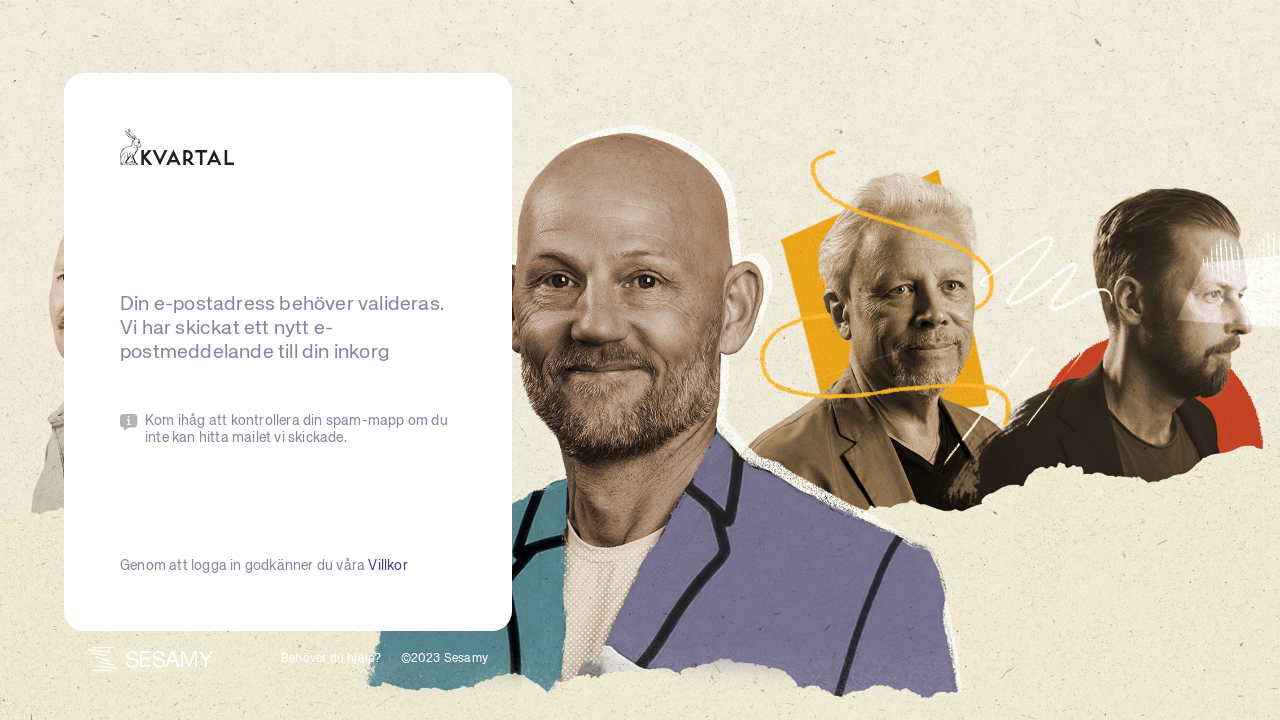 KVARTAL
Din e-postadress behöver valideras.
Vi har skickat ett nytt e-
postmeddelande till din inkorg
Kom ihåg att kontrollera din spam-mapp om du
inte kan hitta mailet vi skickade.
Genom att logga in godkänner du våra Villkor
SESAMY
Behöver du hjälp?
©2023 Sesamy